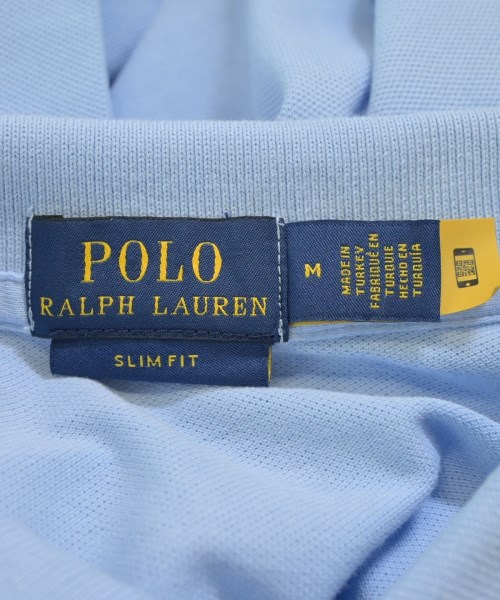 POLO
RALPH LAUREN
SLIM FIT
M
MADE IN
TURKEY
FABRIQUÉ EN
TURQUIE
HECHO EN
TURQUÍA